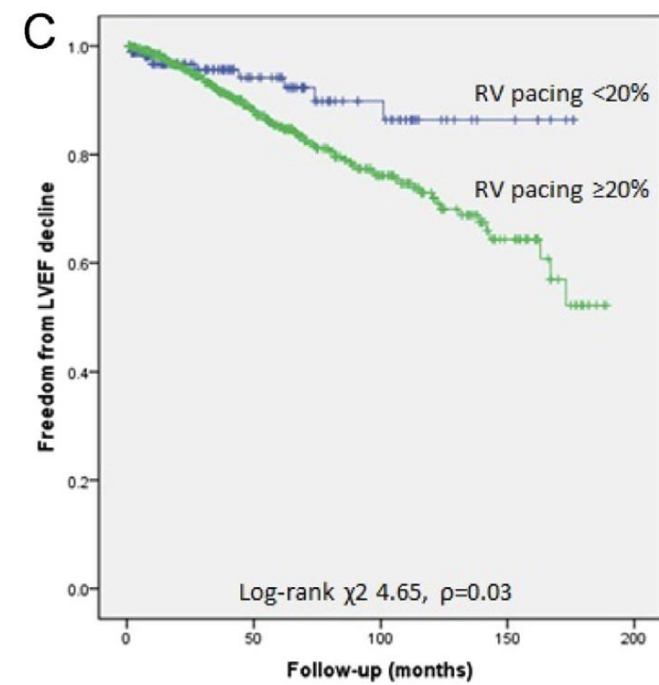 C
1.0
RV pacing <20%
0.8
RV pacing ≥20%
0.6
0.4
0.2
0.0
Log-rank χ2 4.65, ρ=0.03
0 50 100 150 200
Follow-up (months)
Freedom from LVEF decline